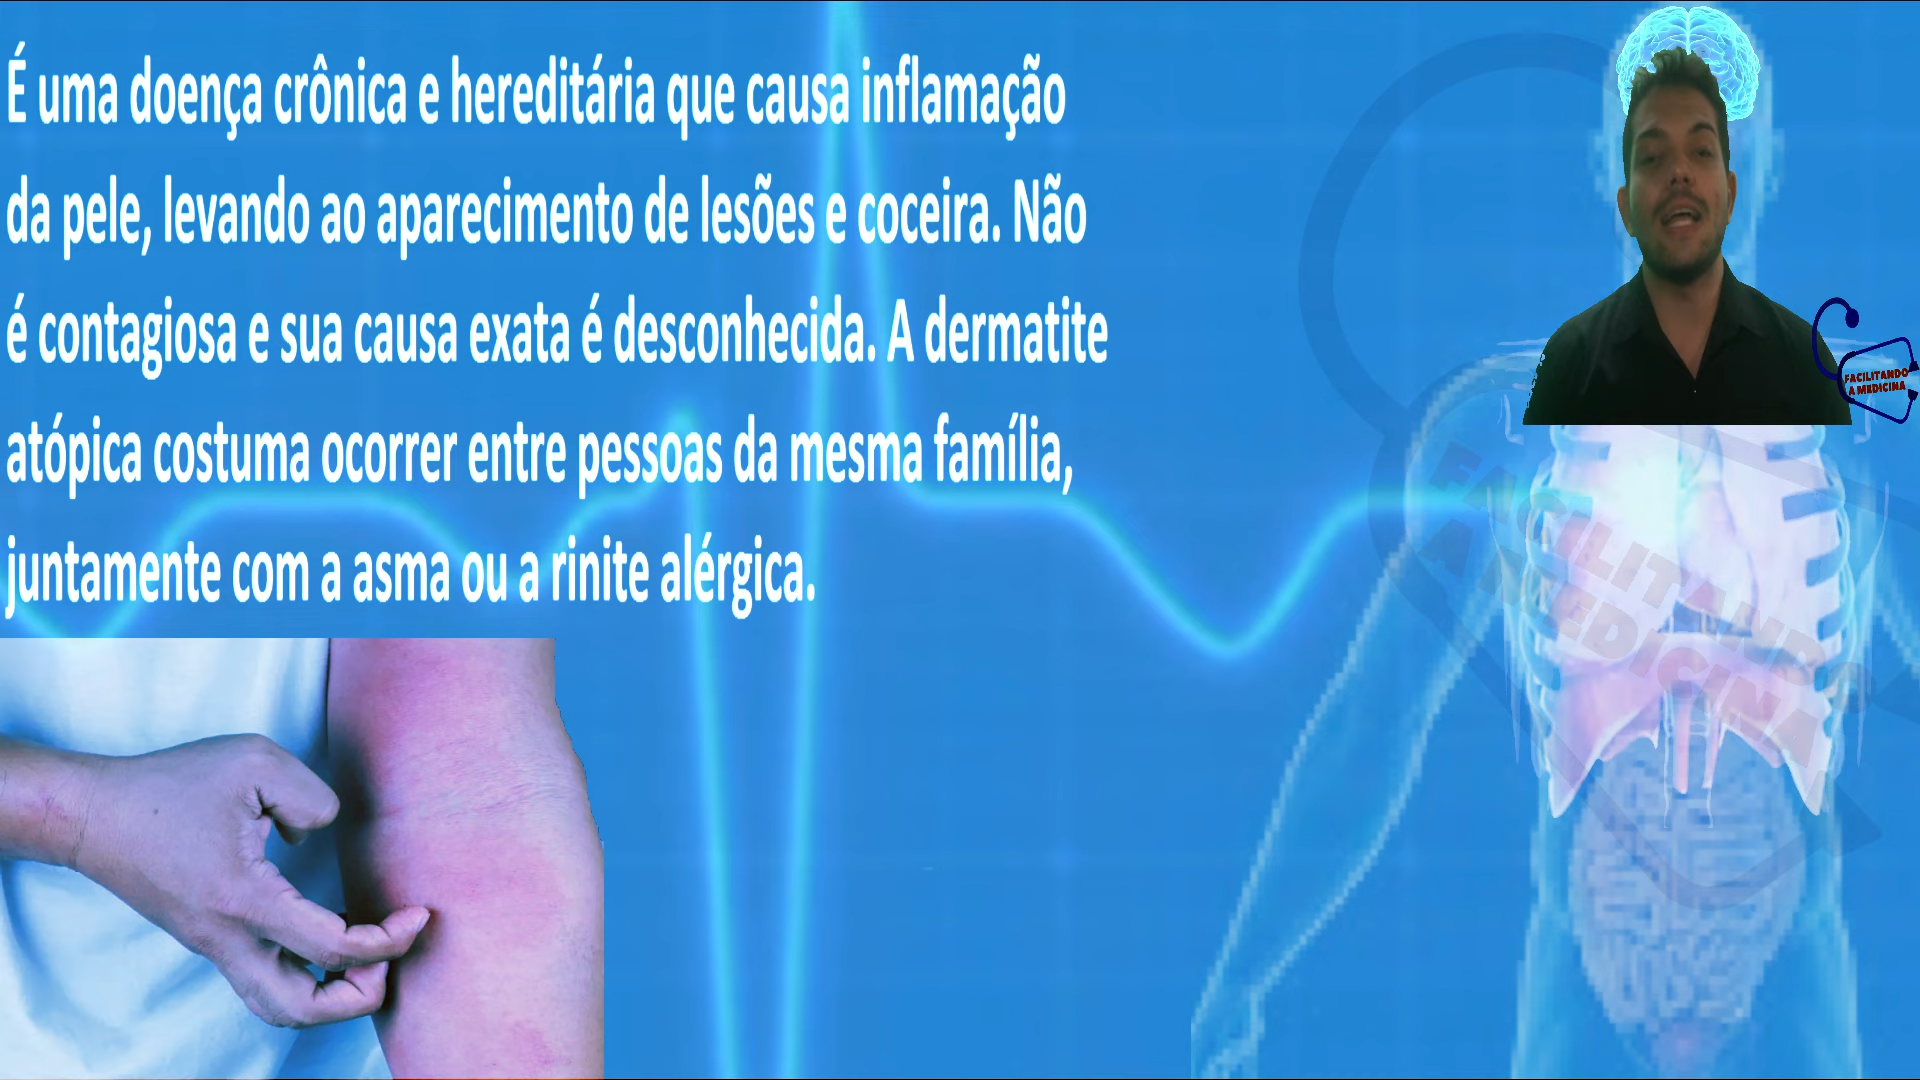 É uma doença crônica e hereditária que causa inflamação
da pele, levando ao aparecimento de lesões e coceira. Não
é contagiosa e sua causa exata é desconhecida. A dermatite
atópica costuma ocorrer entre pessoas da mesma família,
juntamente com a asma ou a rinite alérgica.
FACILITANDO
A MEDICINA
FACILITANDO
A MEDICINA